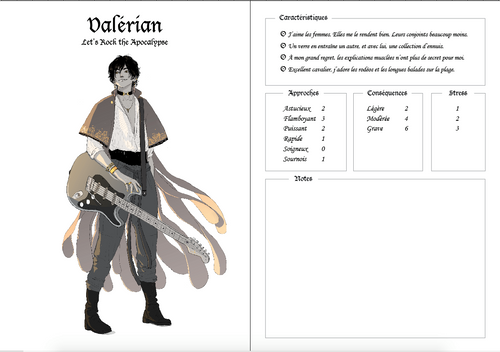 Valérian
Let's Rock the Apocalypse
Caractéristiques
J'aime les femmes. Elles me le rendent bien. Leurs conjoints beaucoup moins.
Un verre en entraîne un autre, et avec lui, une collection d'ennuis.
À mon grand regret, les explications musclées n'ont plus de secret pour moi.
Excellent cavalier, j'adore les rodéos et les longues balades sur la plage.
Approches
Astucieux 2
Flamboyant 3
Puissant 2
Rapide 1
Soigneux 0
Sournois 1
Conséquences
Légère 2
Modérée 4
Grave 6
Stress
1
2
3
Notes